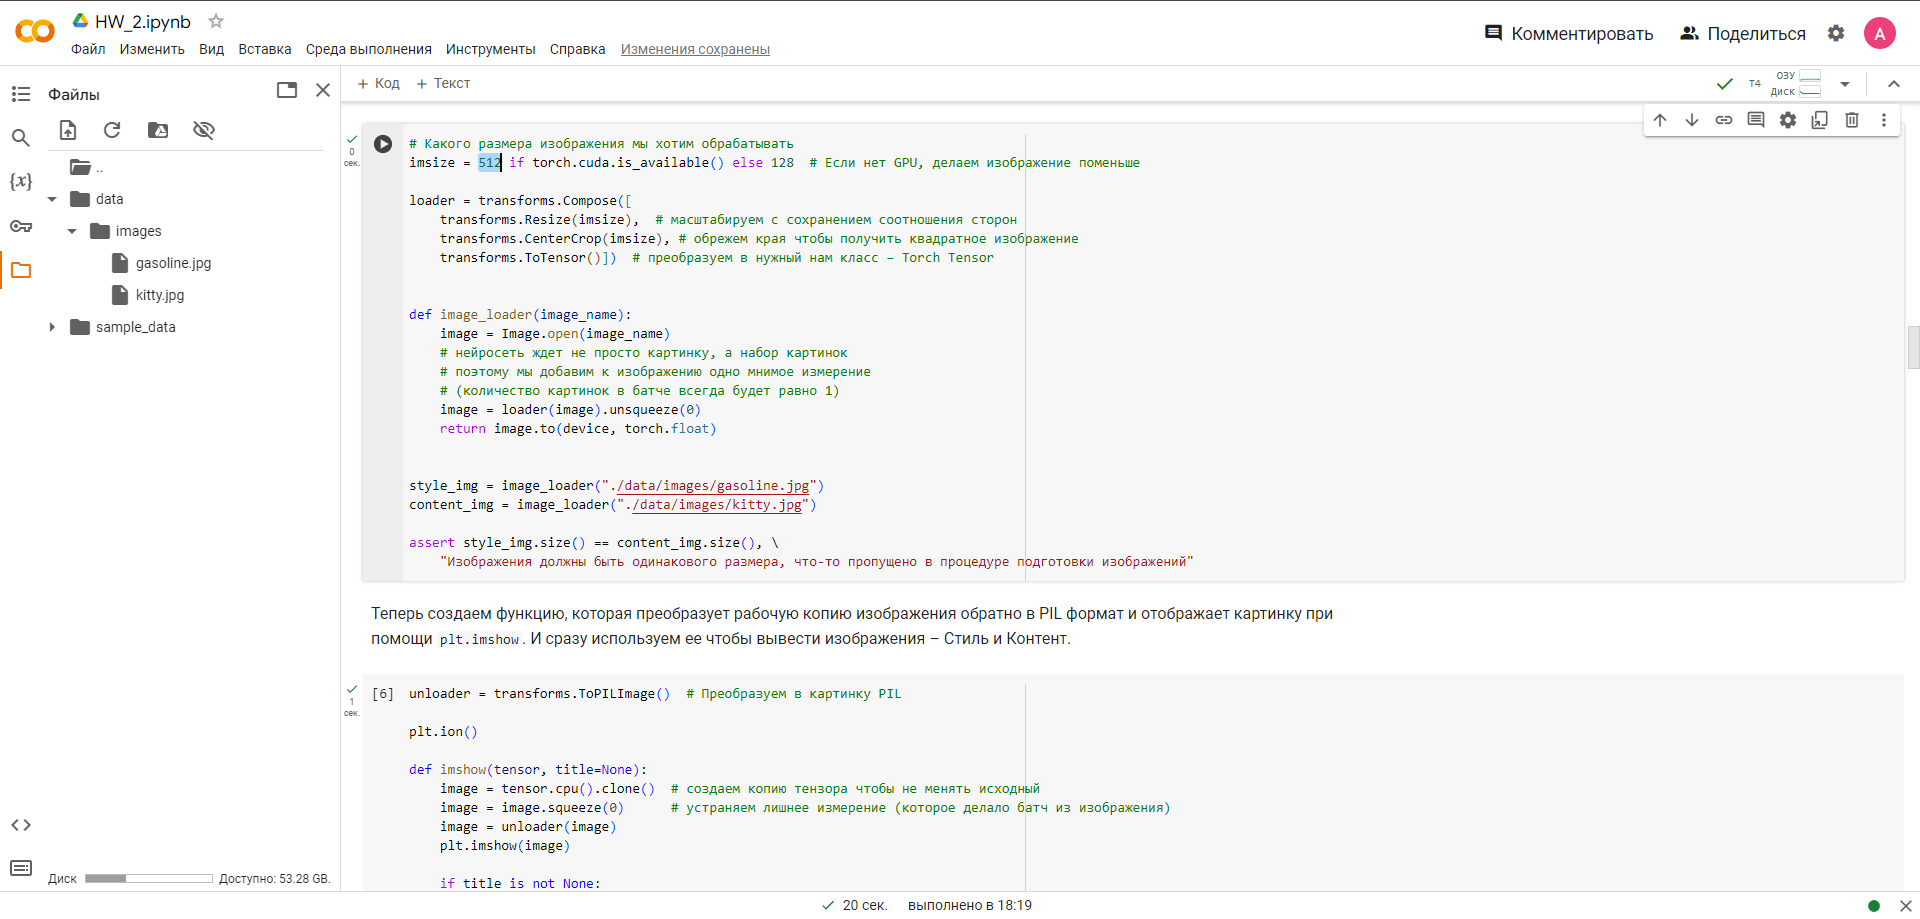 HW_2.ipynb
Файл Изменить Вид Вставка Среда выполнения Инструменты Справка Изменения сохранены
Комментировать Поделиться A
Файлы
..
data
images
gasoline.jpg
kitty.jpg
sample_data
{x}
Диск Доступно: 53.28 GB.
+ Код + Текст
T4 ОЗУ
Диск
0
сек.
# Какого размера изображения мы хотим обрабатывать
imsize = 512 if torch.cuda.is_available() else 128  # Если нет GPU, делаем изображение поменьше
loader = transforms.Compose([
    transforms.Resize(imsize),  # масштабируем с сохранением соотношения сторон
    transforms.CenterCrop(imsize), # обрежем края чтобы получить квадратное изображение
    transforms.ToTensor()])  # преобразуем в нужный нам класс – Torch Tensor
def image_loader(image_name):
    image = Image.open(image_name)
    # нейросеть ждет не просто картинку, а набор картинок
    # поэтому мы добавим к изображению одно мнимое измерение
    # (количество картинок в батче всегда будет равно 1)
    image = loader(image).unsqueeze(0)
    return image.to(device, torch.float)
style_img = image_loader("./data/images/gasoline.jpg")
content_img = image_loader("./data/images/kitty.jpg")
assert style_img.size() == content_img.size(), \
    "Изображения должны быть одинакового размера, что-то пропущено в процедуре подготовки изображений"
Теперь создаем функцию, которая преобразует рабочую копию изображения обратно в PIL формат и отображает картинку при
помощи plt.imshow. И сразу используем ее чтобы вывести изображения – Стиль и Контент.
1
сек.
[6] unloader = transforms.ToPILImage()  # Преобразуем в картинку PIL
plt.ion()
def imshow(tensor, title=None):
    image = tensor.cpu().clone()  # создаем копию тензора чтобы не менять исходный
    image = image.squeeze(0)      # устраняем лишнее измерение (которое делало батч из изображения)
    image = unloader(image)
    plt.imshow(image)
    if title is not None:
20 сек. выполнено в 18:19